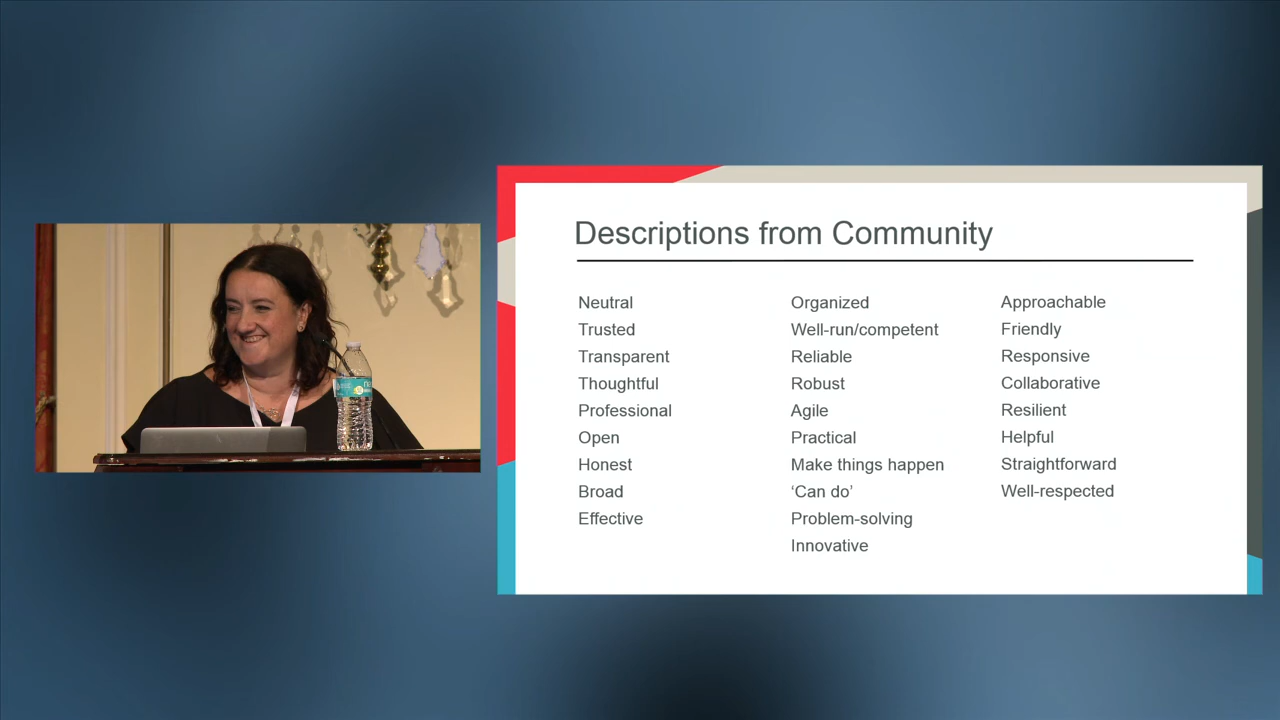 Descriptions from Community
Neutral
Trusted
Transparent
Thoughtful
Professional
Open
Honest
Broad
Effective
Organized
Well-run/competent
Reliable
Robust
Agile
Practical
Make things happen
‘Can do’
Problem-solving
Innovative
Approachable
Friendly
Responsive
Collaborative
Resilient
Helpful
Straightforward
Well-respected